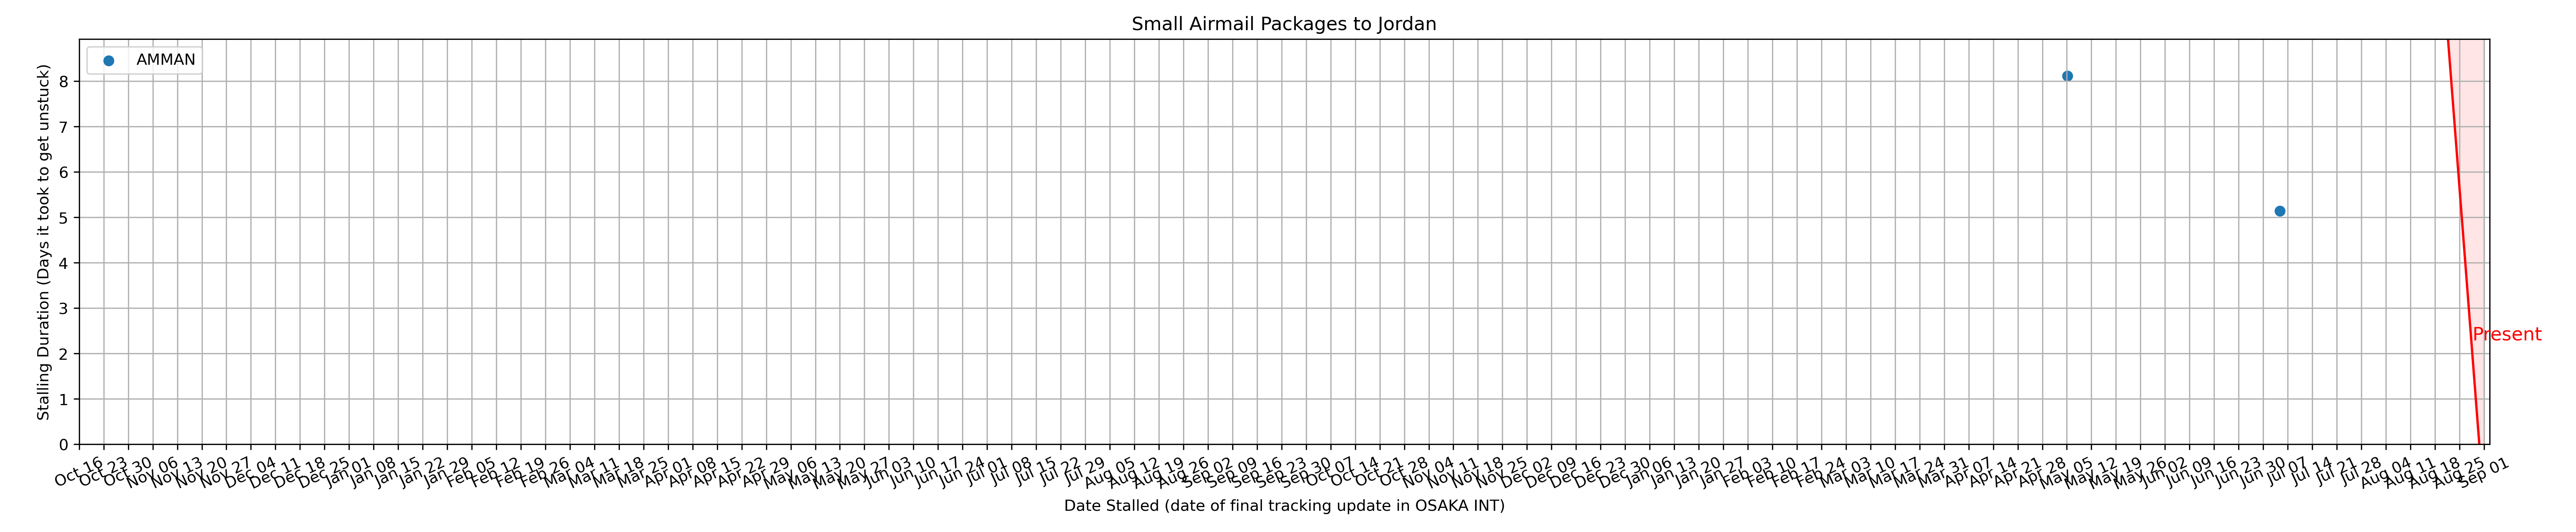 Small Airmail Packages to Jordan
AMMAN
Stalling Duration (Days it took to get unstuck)
8
7
6
5
4
3
2
1
0
Present
Oct 16 Oct 23 Oct 30 Nov 06 Nov 13 Nov 20 Nov 27 Dec 04 Dec 11 Dec 18 Dec 25 Jan 01 Jan 08 Jan 15 Jan 22 Jan 29 Feb 05 Feb 12 Feb 19 Feb 26 Mar 04 Mar 11 Mar 18 Mar 25 Apr 01 Apr 08 Apr 15 Apr 22 Apr 29 May 06 May 13 May 20 May 27 Jun 03 Jun 10 Jun 17 Jun 24 Jul 01 Jul 08 Jul 15 Jul 22 Jul 29 Aug 05 Aug 12 Aug 19 Aug 26 Sep 02 Sep 09 Sep 16 Sep 23 Sep 30 Oct 07 Oct 14 Oct 21 Oct 28 Nov 04 Nov 11 Nov 18 Nov 25 Dec 02 Dec 09 Dec 16 Dec 23 Dec 30 Jan 06 Jan 13 Jan 20 Jan 27 Feb 03 Feb 10 Feb 17 Feb 24 Mar 03 Mar 10 Mar 17 Mar 24 Mar 31 Apr 07 Apr 14 Apr 21 Apr 28 May 05 May 12 May 19 May 26 Jun 02 Jun 09 Jun 16 Jun 23 Jun 30 Jul 07 Jul 14 Jul 21 Jul 28 Aug 04 Aug 11 Aug 18 Aug 25 Sep 01
Date Stalled (date of final tracking update in OSAKA INT)